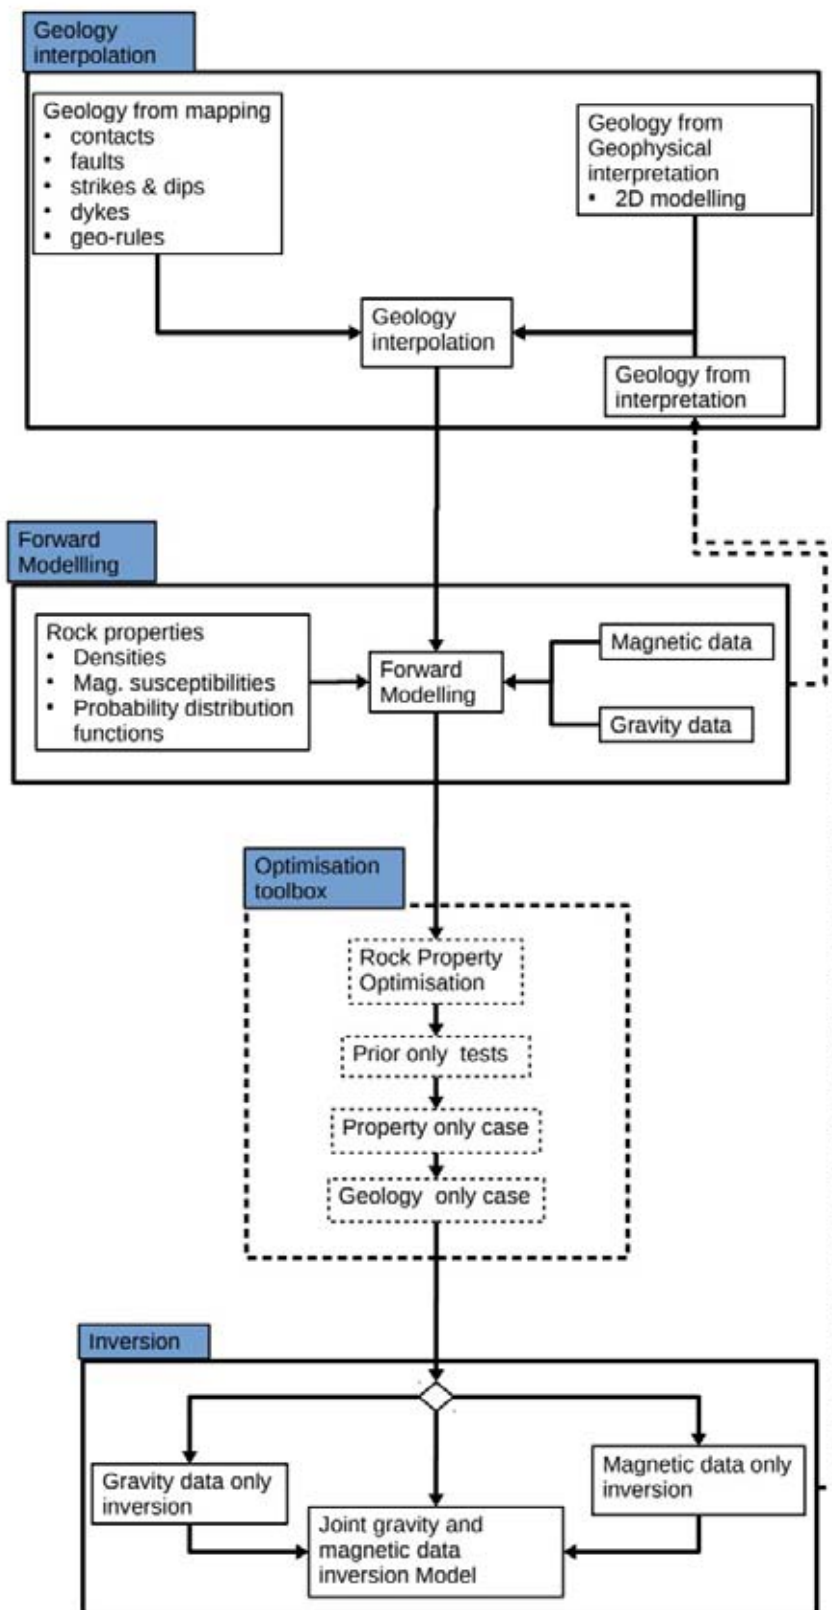 Geology
interpolation
Geology from mapping
• contacts
• faults
• strikes & dips
• dykes
• geo-rules
Geology from
Geophysical
interpretation
• 2D modelling
Geology
interpolation
Geology from
interpretation
Forward
Modellling
Rock properties
• Densities
• Mag. susceptibilities
• Probability distribution
functions
Forward
Modelling
Magnetic data
Gravity data
Optimisation
toolbox
Rock Property
Optimisation
Prior only tests
Property only case
Geology only case
Inversion
Gravity data only
inversion
Magnetic data only
inversion
Joint gravity and
magnetic data
inversion Model